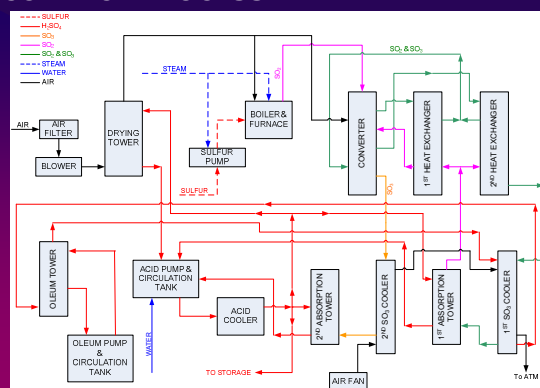 SULFUR
H2SO4
SO3
SO2
SO2 & SO3
STEAM
WATER
AIR
AIR
AIR
FILTER
BLOWER
DRYING
TOWER
STEAM
SULFUR
PUMP
SULFUR
BOILER &
FURNACE
SO2
SO2 & SO3
CONVERTER
1ST HEAT EXCHANGER
2ND HEAT EXCHANGER
SO3
OLEUM TOWER
OLEUM PUMP
&
CIRCULATION
TANK
ACID PUMP &
CIRCULATION
TANK
WATER
ACID
COOLER
TO STORAGE
2ND ABSORPTION
TOWER
2ND SO3 COOLER
AIR FAN
1ST ABSORPTION
TOWER
1ST SO3 COOLER
To ATM